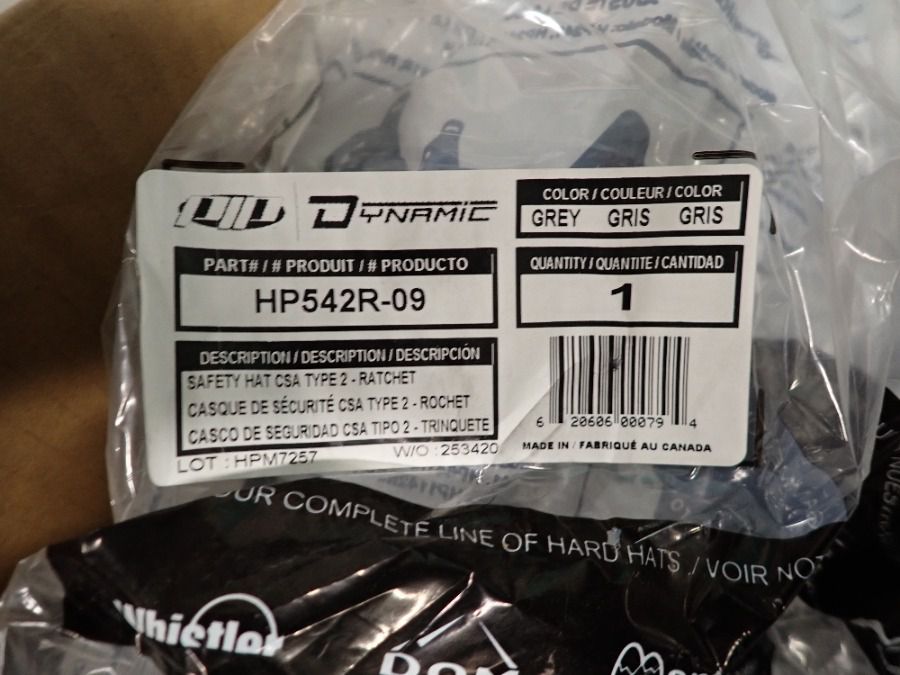 DYNAMIC
COLOR / COULEUR / COLOR
GREY GRIS GRIS
PART# / # PRODUIT / # PRODUCTO
HP542R-09
QUANTITY / QUANTITE / CANTIDAD
1
DESCRIPTION / DESCRIPTION / DESCRIPCIÓN
SAFETY HAT CSA TYPE 2 - RATCHET
CASQUE DE SÉCURITÉ CSA TYPE 2 - ROCHET
CASCO DE SEGURIDAD CSA TIPO 2 - TRINQUETE
LOT : HPM7257 W/O : 253420
6 20606 00079 4
MADE IN / FABRIQUÉ AU CANADA
OUR COMPLETE LINE OF HARD HATS / VOIR NO
Whistler